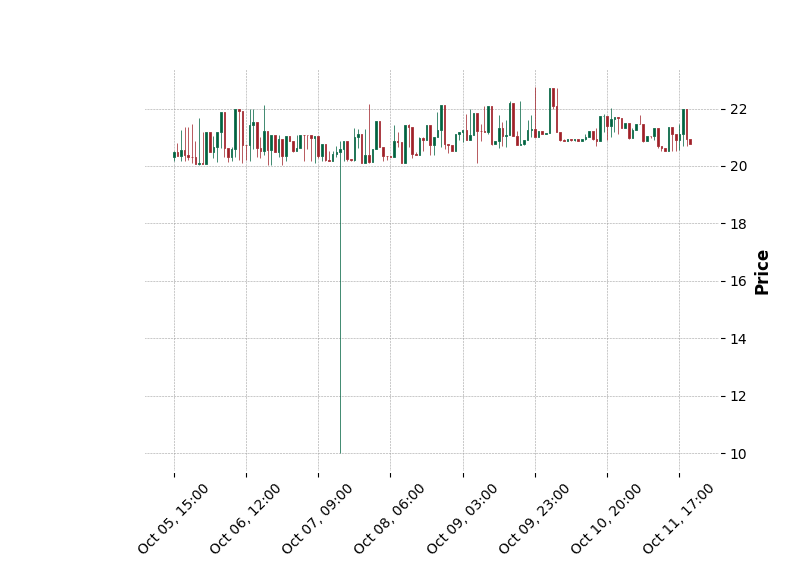 22
20
18
16
14
12
10
Price
Oct 05, 15:00
Oct 06, 12:00
Oct 07, 09:00
Oct 08, 06:00
Oct 09, 03:00
Oct 09, 23:00
Oct 10, 20:00
Oct 11, 17:00